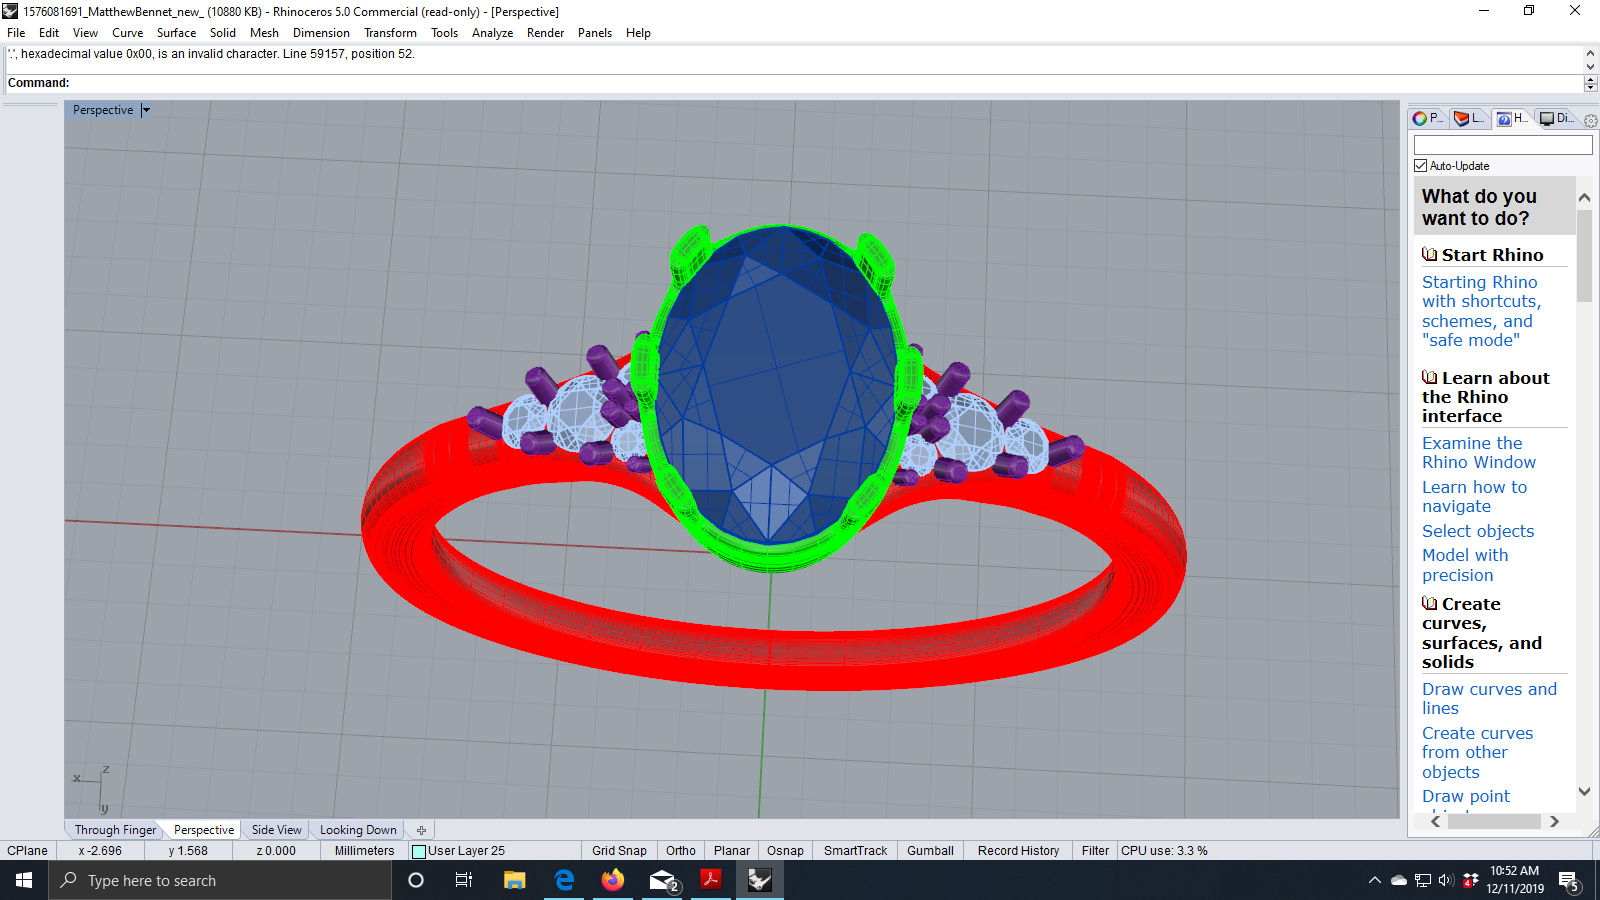 1576081691_MatthewBennet_new_ (10880 KB) - Rhinoceros 5.0 Commercial (read-only) - [Perspective]
File Edit View Curve Surface Solid Mesh Dimension Transform Tools Analyze Render Panels Help
'.', hexadecimal value 0x00, is an invalid character. Line 59157, position 52.
Command:
Perspective
P... L... H... Di...
Auto-Update
What do you
want to do?
Start Rhino
Starting Rhino
with shortcuts,
schemes, and
"safe mode"
Learn about
the Rhino
interface
Examine the
Rhino Window
Learn how to
navigate
Select objects
Model with
precision
Create
curves,
surfaces, and
solids
Draw curves and
lines
Create curves
from other
objects
Draw point
x z y
Through Finger Perspective Side View Looking Down
CPlane x -2.696 y 1.568 z 0.000 Millimeters User Layer 25 Grid Snap Ortho Planar Osnap SmartTrack Gumball Record History Filter CPU use: 3.3 %
Type here to search
2
4
10:52 AM
12/11/2019
5